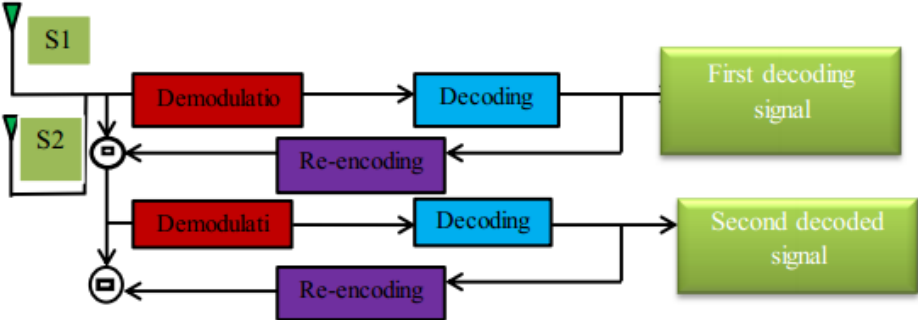 S1
Demodulatio
Decoding
First decoding
signal
S2
Re-encoding
Demodulati
Decoding
Second decoded
signal
Re-encoding